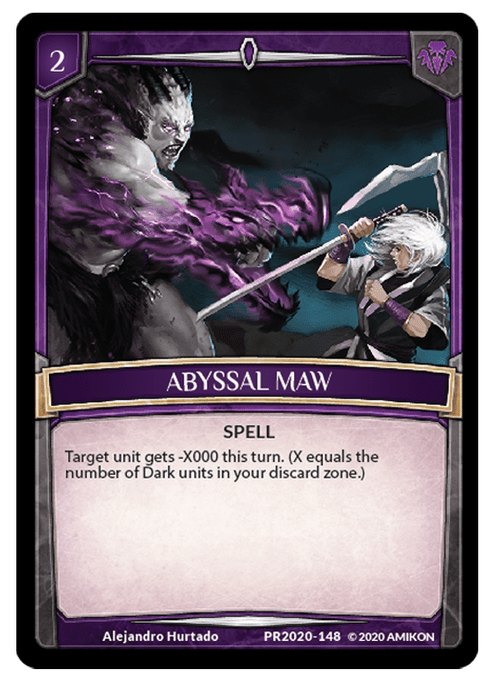 2
ABYSSAL MAW
SPELL
Target unit gets -X000 this turn. (X equals the
number of Dark units in your discard zone.)
Alejandro Hurtado PR2020-148 © 2020 AMIKON